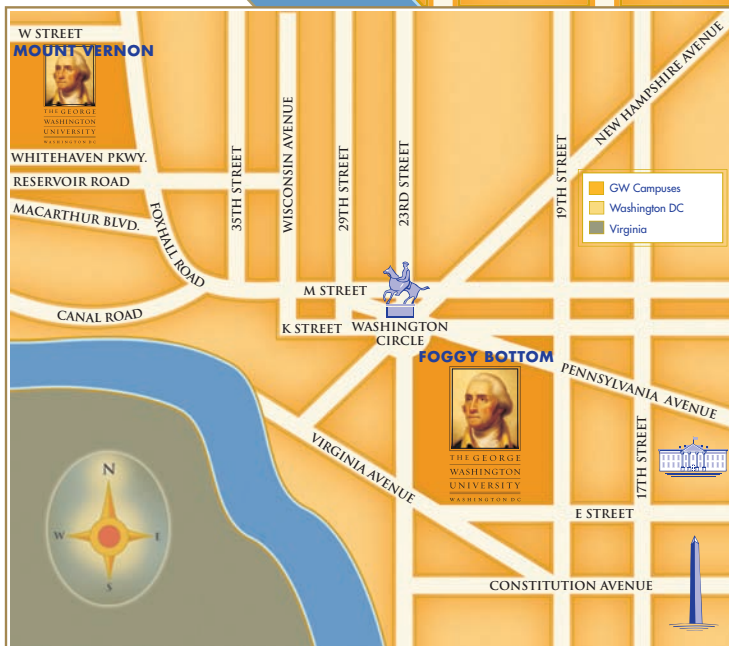 W STREET
MOUNT VERNON
THE GEORGE
WASHINGTON
UNIVERSITY
WASHINGTON DC
WHITEHAVEN PKWY.
RESERVOIR ROAD
MACARTHUR BLVD.
FOXHALL ROAD
35TH STREET
WISCONSIN AVENUE
29TH STREET
23RD STREET
19TH STREET
NEW HAMPSHIRE AVENUE
GW Campuses
Washington DC
Virginia
CANAL ROAD
M STREET
K STREET
WASHINGTON
CIRCLE
FOGGY BOTTOM
THE GEORGE
WASHINGTON
UNIVERSITY
WASHINGTON DC
PENNSYLVANIA AVENUE
VIRGINIA AVENUE
17TH STREET
E STREET
CONSTITUTION AVENUE
N
W
E
S